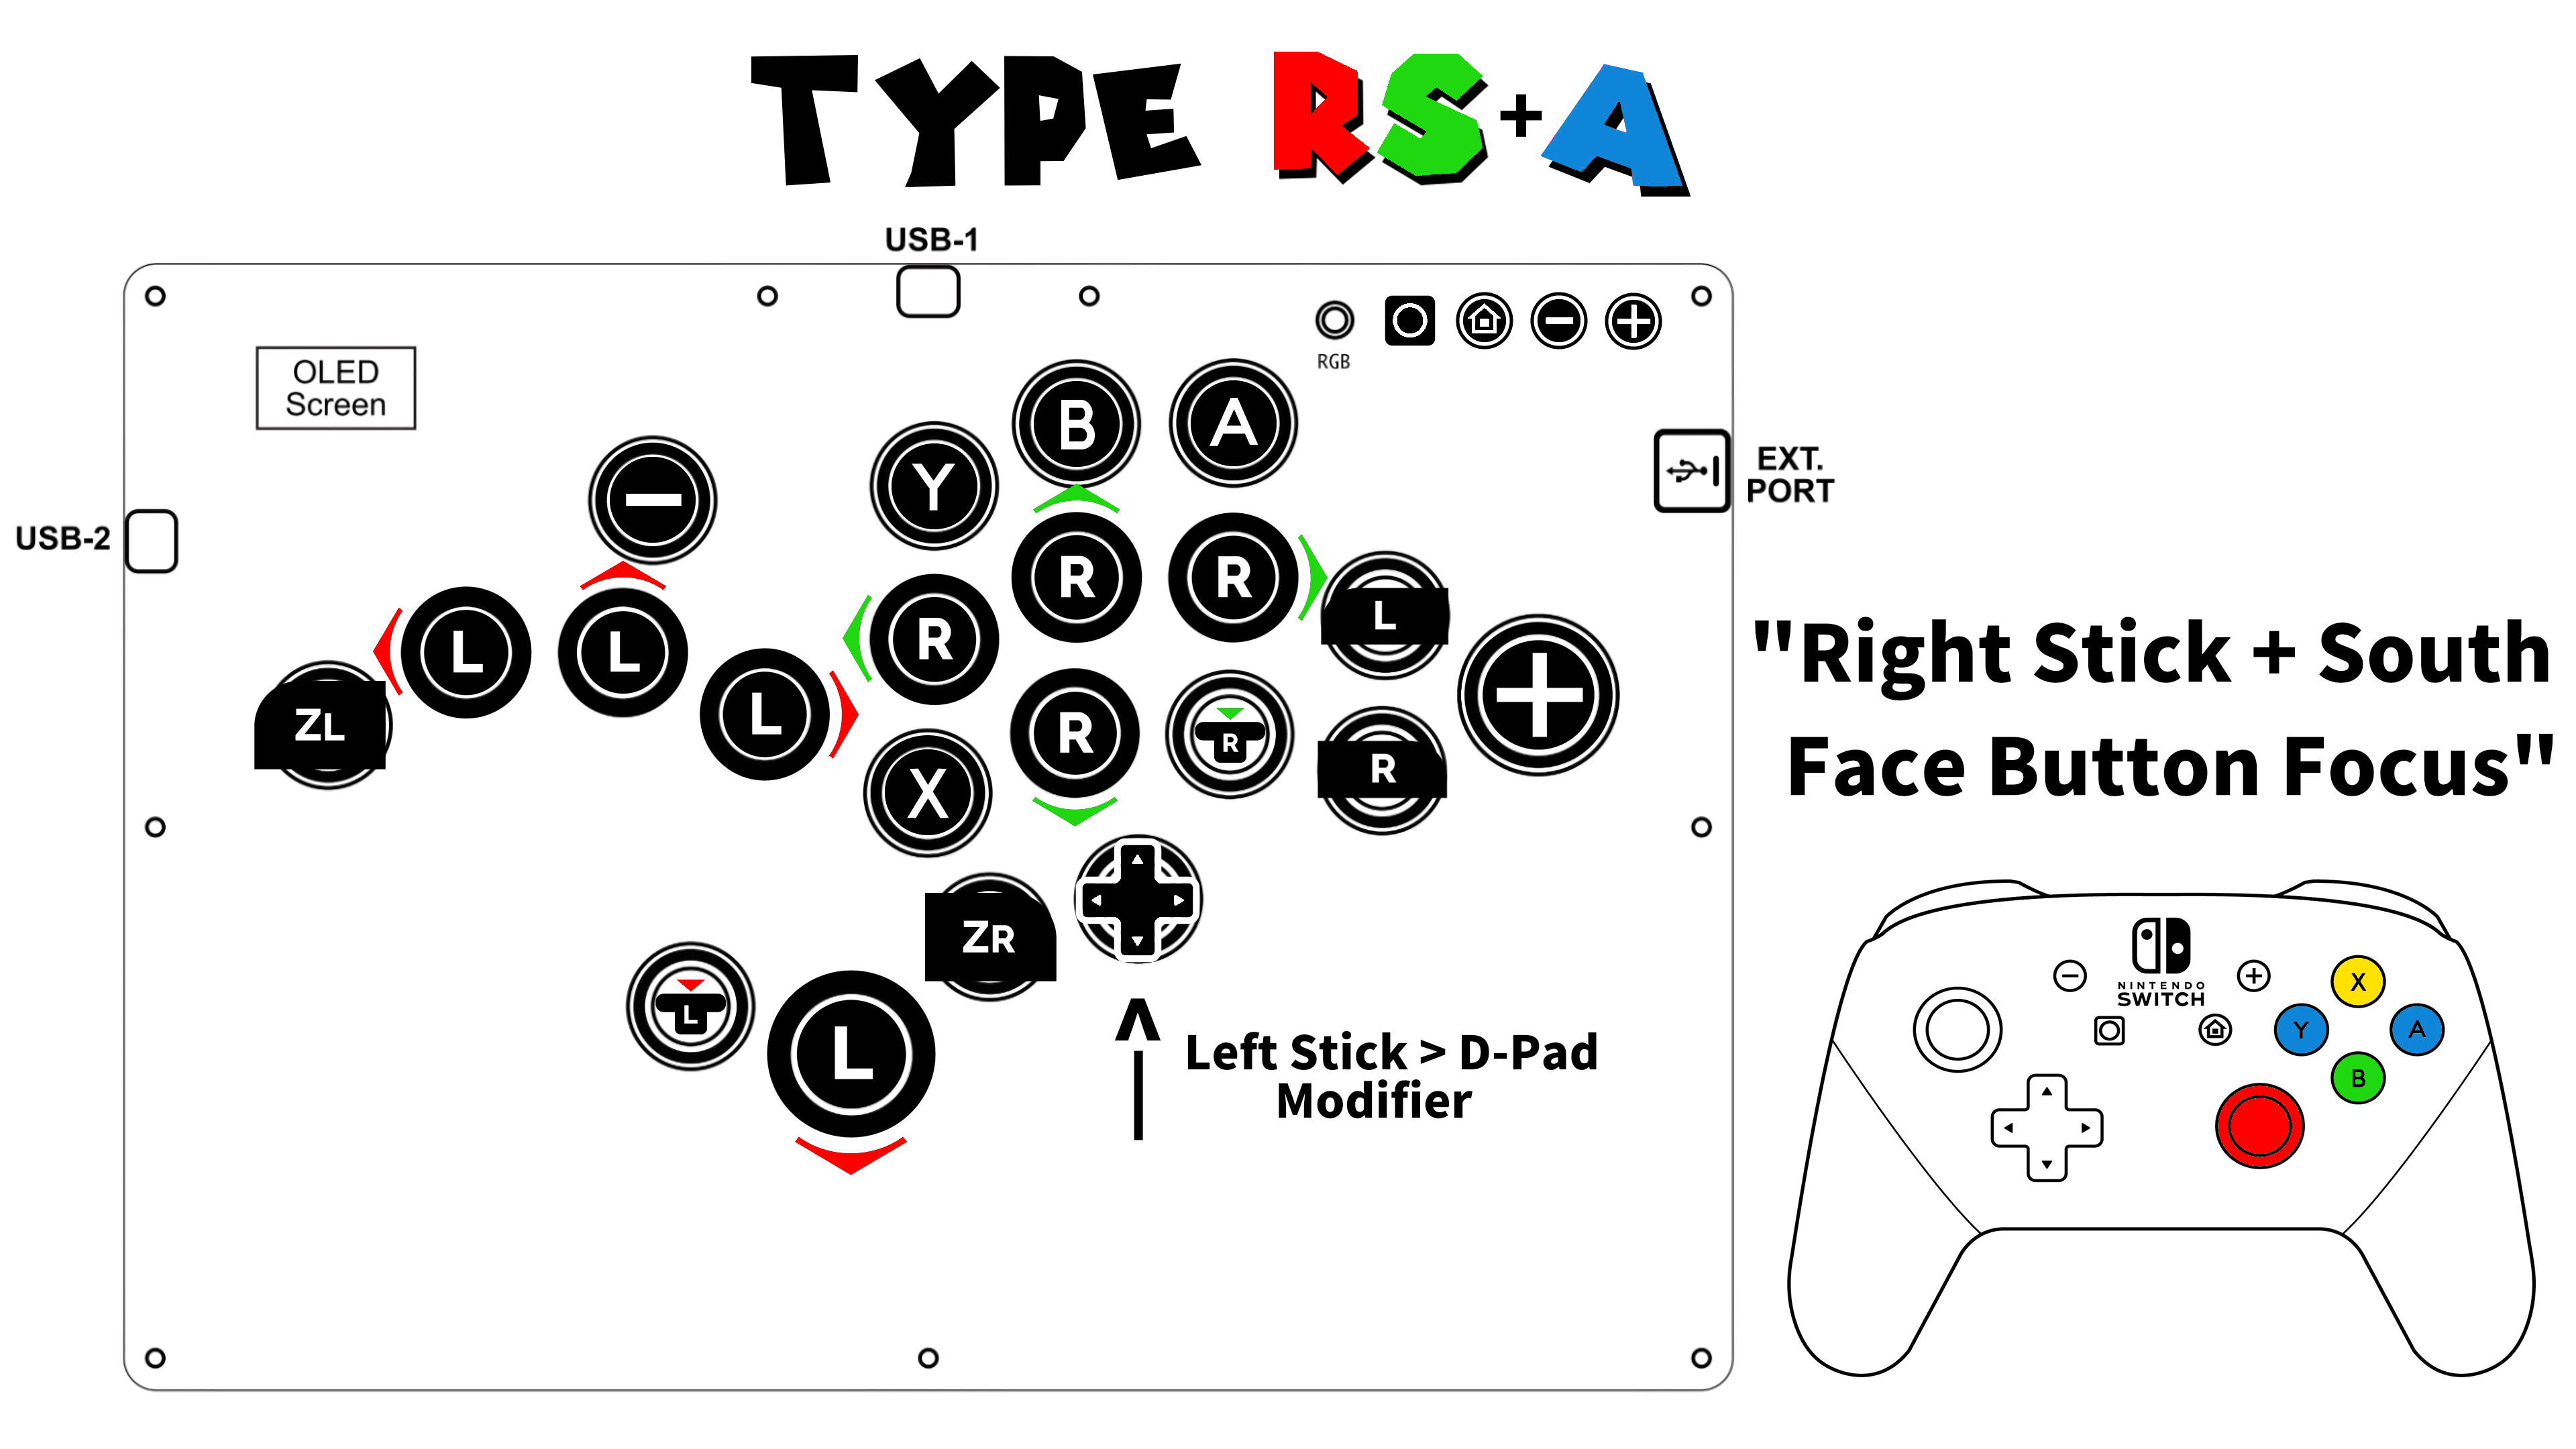 TYPE RS+A
USB-1
RGB
OLED
Screen
B
A
Y
EXT.
PORT
USB-2
R
R
L
L
L
R
L
ZL
L
R
R
R
X
"Right Stick + South
Face Button Focus"
ZR
L
L
Left Stick > D-Pad
Modifier
NINTENDO
SWITCH
X
Y
A
B